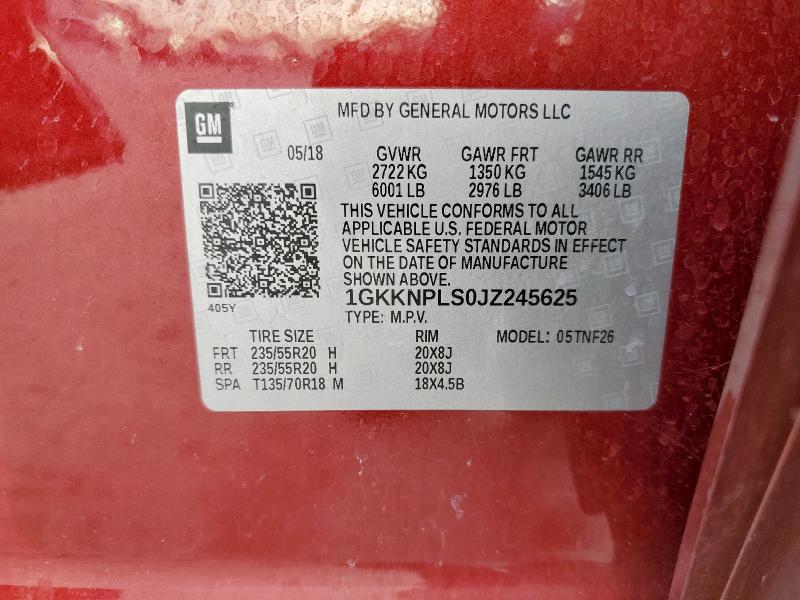 GM
MFD BY GENERAL MOTORS LLC
05/18 GVWR GAWR FRT GAWR RR
2722 KG 1350 KG 1545 KG
6001 LB 2976 LB 3406 LB
THIS VEHICLE CONFORMS TO ALL
APPLICABLE U.S. FEDERAL MOTOR
VEHICLE SAFETY STANDARDS IN EFFECT
ON THE DATE OF MANUFACTURE
SHOWN ABOVE.
405Y
1GKKNPLS0JZ245625
TYPE: M.P.V.
TIRE SIZE RIM MODEL: 05TNF26
FRT 235/55R20 H 20X8J
RR 235/55R20 H 20X8J
SPA T135/70R18 M 18X4.5B